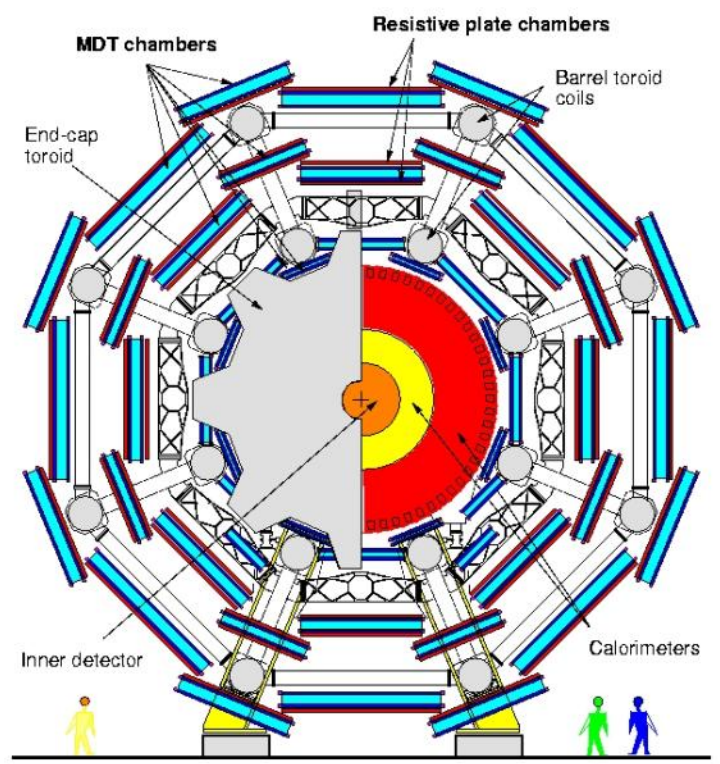 Resistive plate chambers
MDT chambers
Barrel toroid
coils
End-cap
toroid
Inner detector
Calorimeters